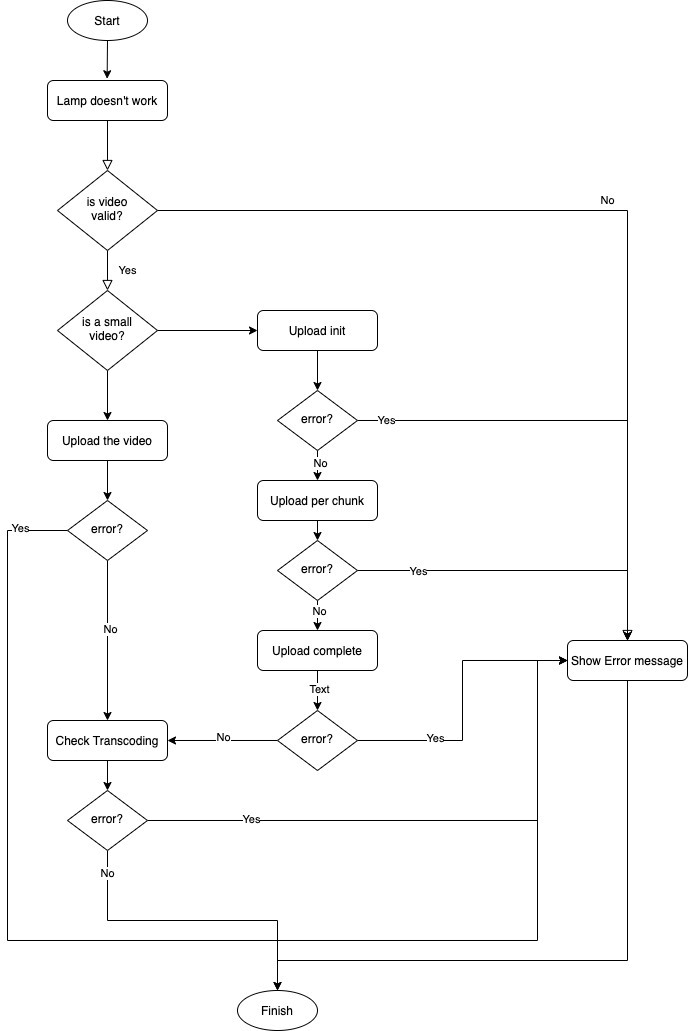 Start
Lamp doesn't work
is video
valid?
No
Yes
is a small
video?
Upload init
error?
Yes
No
Upload the video
Upload per chunk
error?
Yes
error?
Yes
No
No
Upload complete
Show Error message
Text
Check Transcoding
No
error?
Yes
error?
Yes
No
Finish